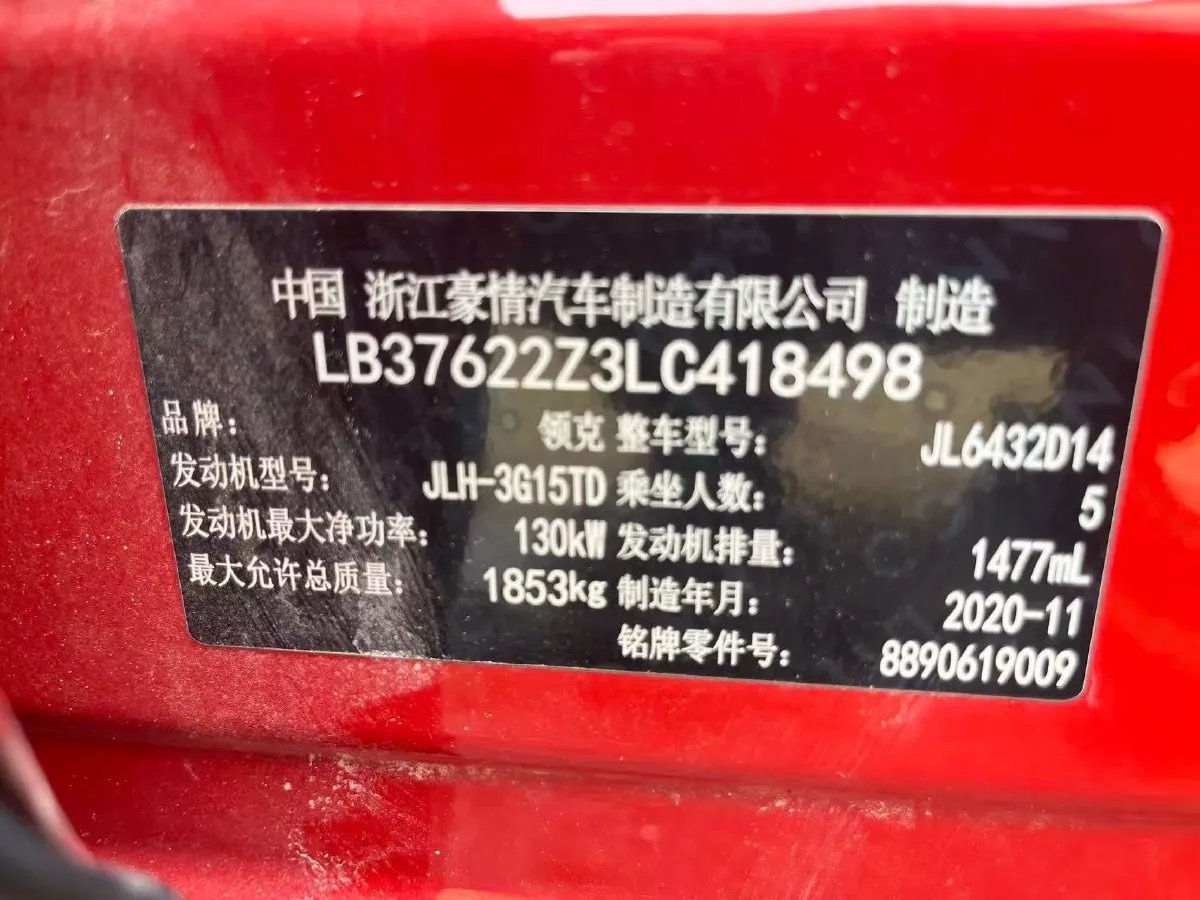 中国 浙江豪情汽车制造有限公司 制造
LB37622Z3LC418498
品牌: 领克 整车型号: JL6432D14
发动机型号: JLH-3G15TD 乘坐人数: 5
发动机最大净功率: 130kW 发动机排量: 1477mL
最大允许总质量: 1853kg 制造年月: 2020-11
铭牌零件号: 8890619009